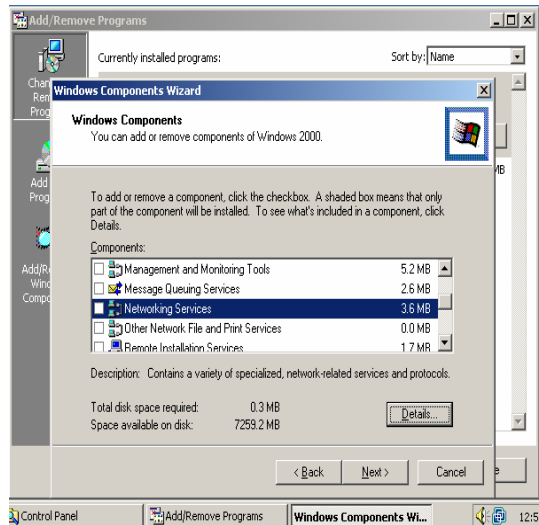 Add/Remove Programs
Currently installed programs:
Sort by: Name
Windows Components Wizard
Windows Components
You can add or remove components of Windows 2000.
To add or remove a component, click the checkbox. A shaded box means that only
part of the component will be installed. To see what's included in a component, click
Details.
Components:
Management and Monitoring Tools 5.2 MB
Message Queuing Services 2.6 MB
Networking Services 3.6 MB
Other Network File and Print Services 0.0 MB
Remote Installation Services 1.7 MB
Description: Contains a variety of specialized, network-related services and protocols.
Total disk space required: 0.3 MB
Space available on disk: 7259.2 MB
Details...
< Back
Next >
Cancel
Add
Prog
Add/R
Wind
Compo
MB
Control Panel
Add/Remove Programs
Windows Components Wi...
12:5